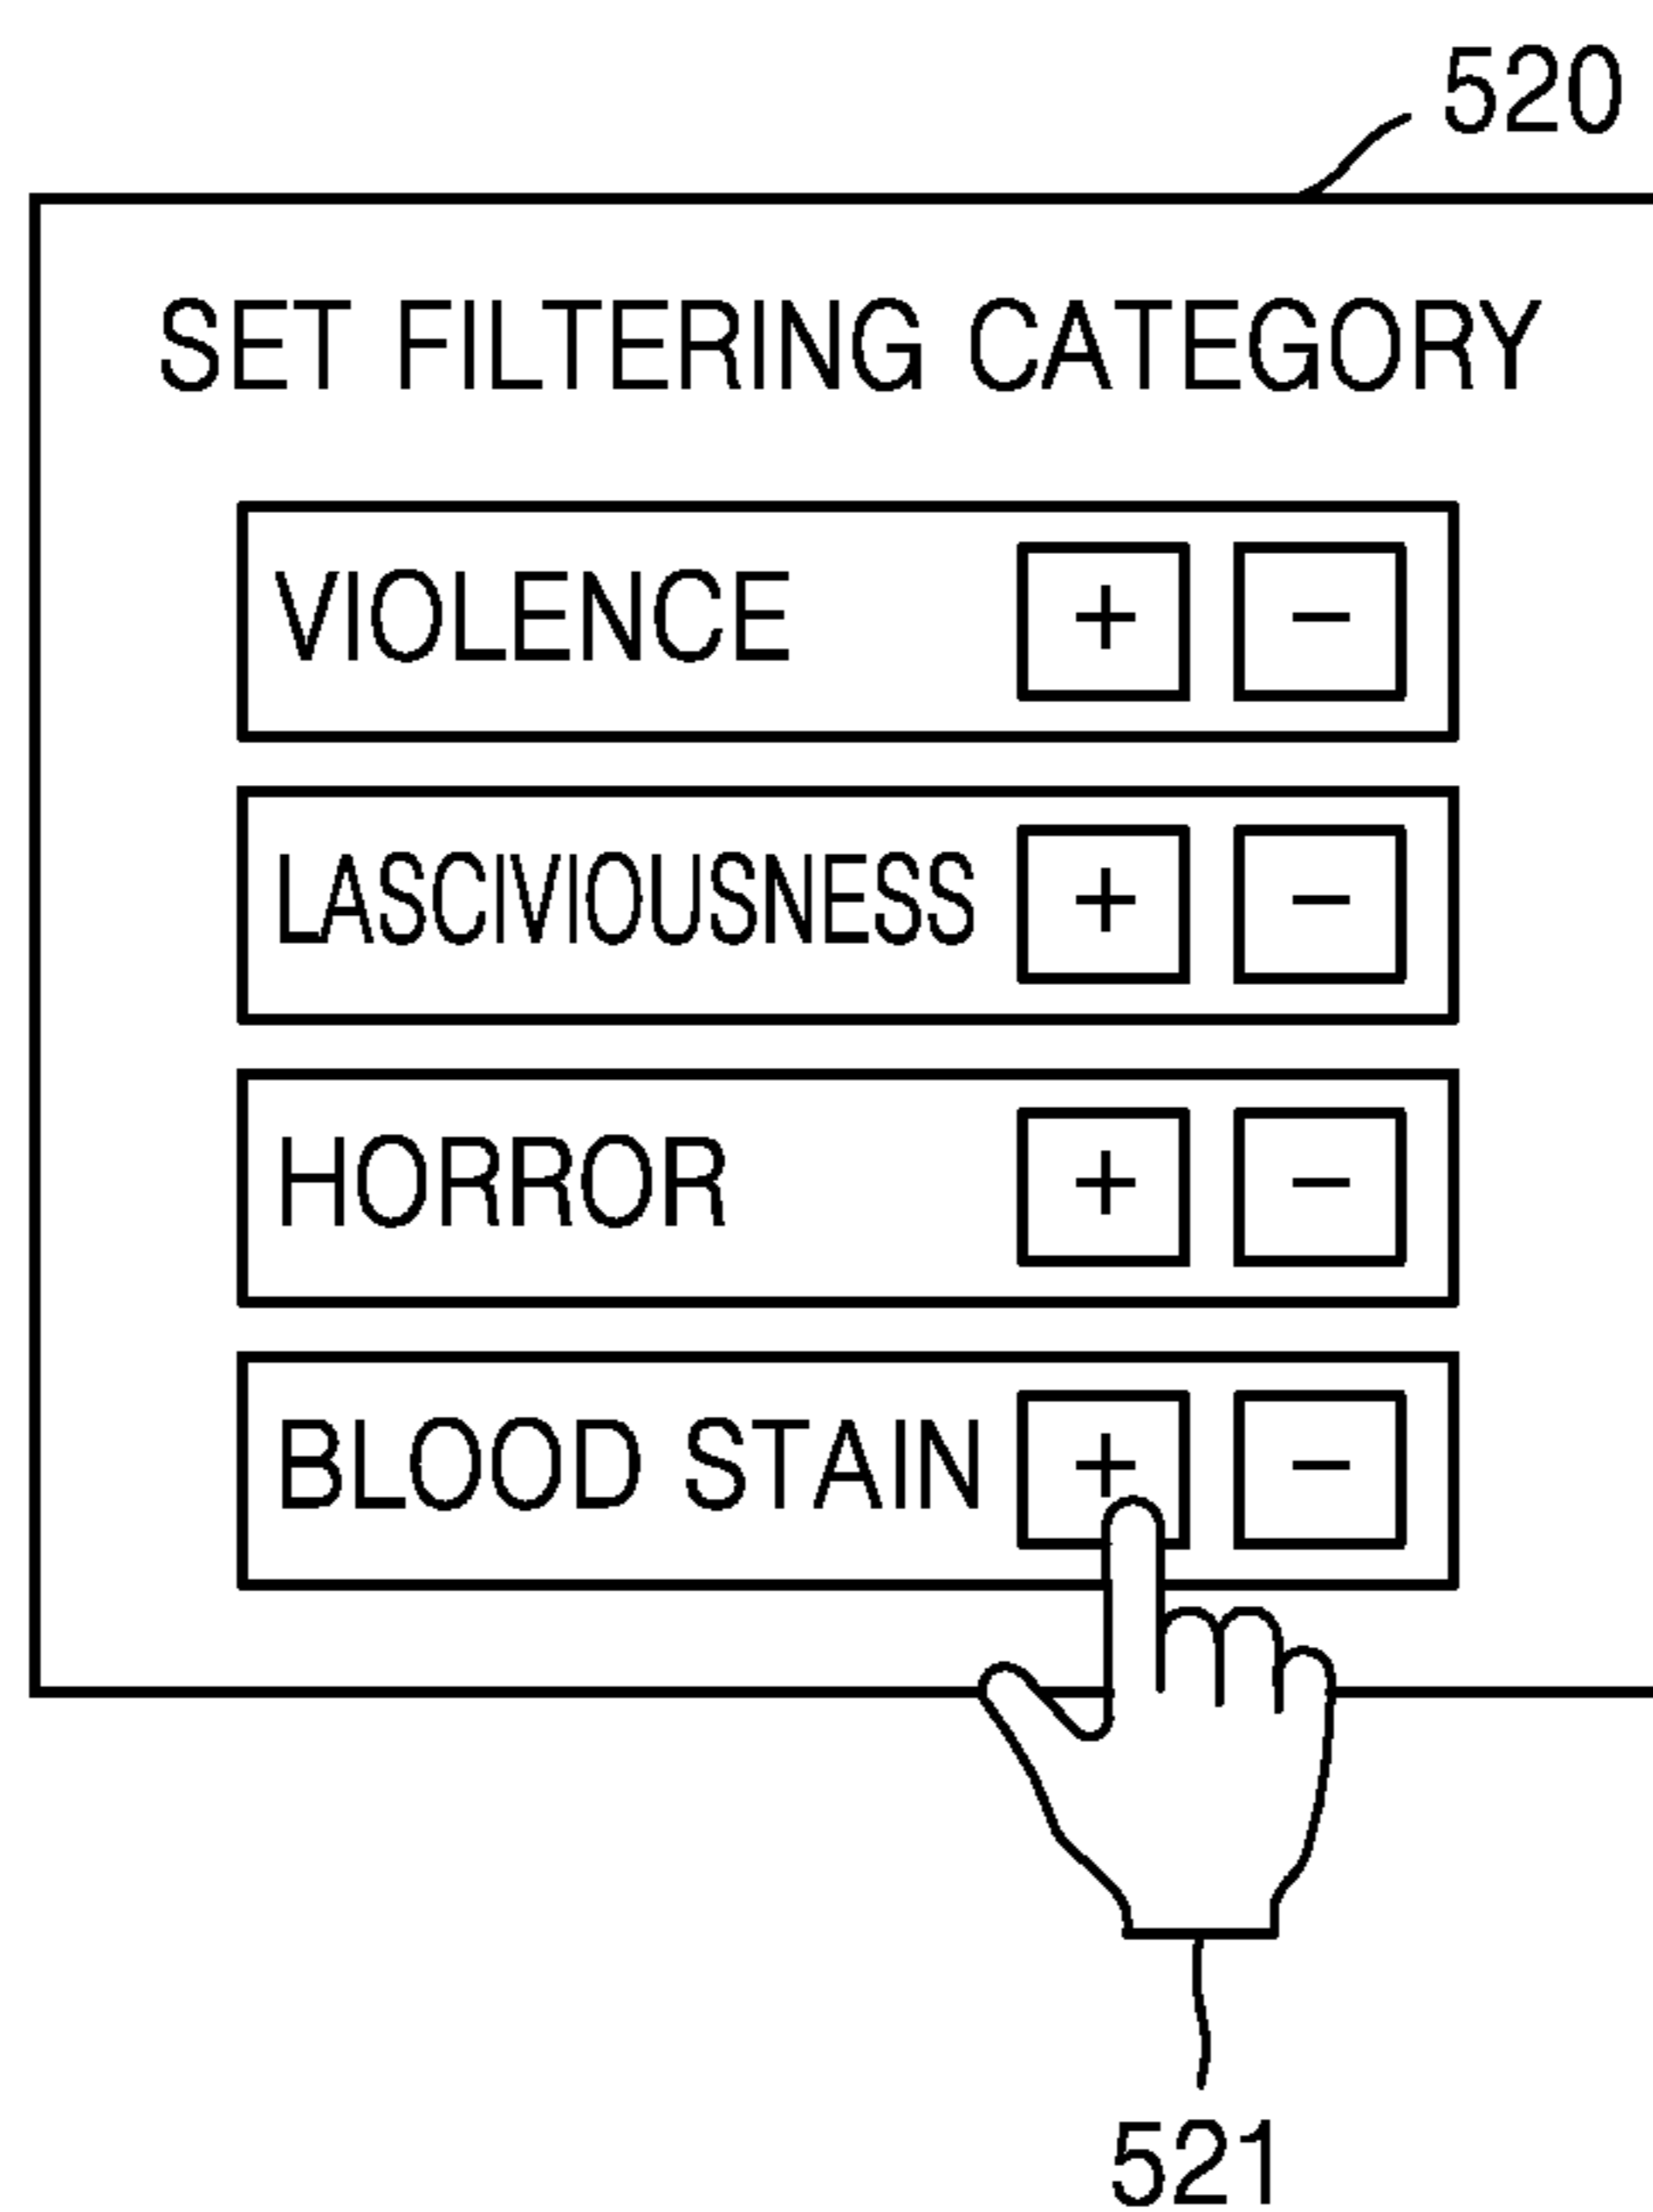 520
SET FILTERING CATEGORY
VIOLENCE + −
LASCIVIOUSNESS + −
HORROR + −
BLOOD STAIN + −
521